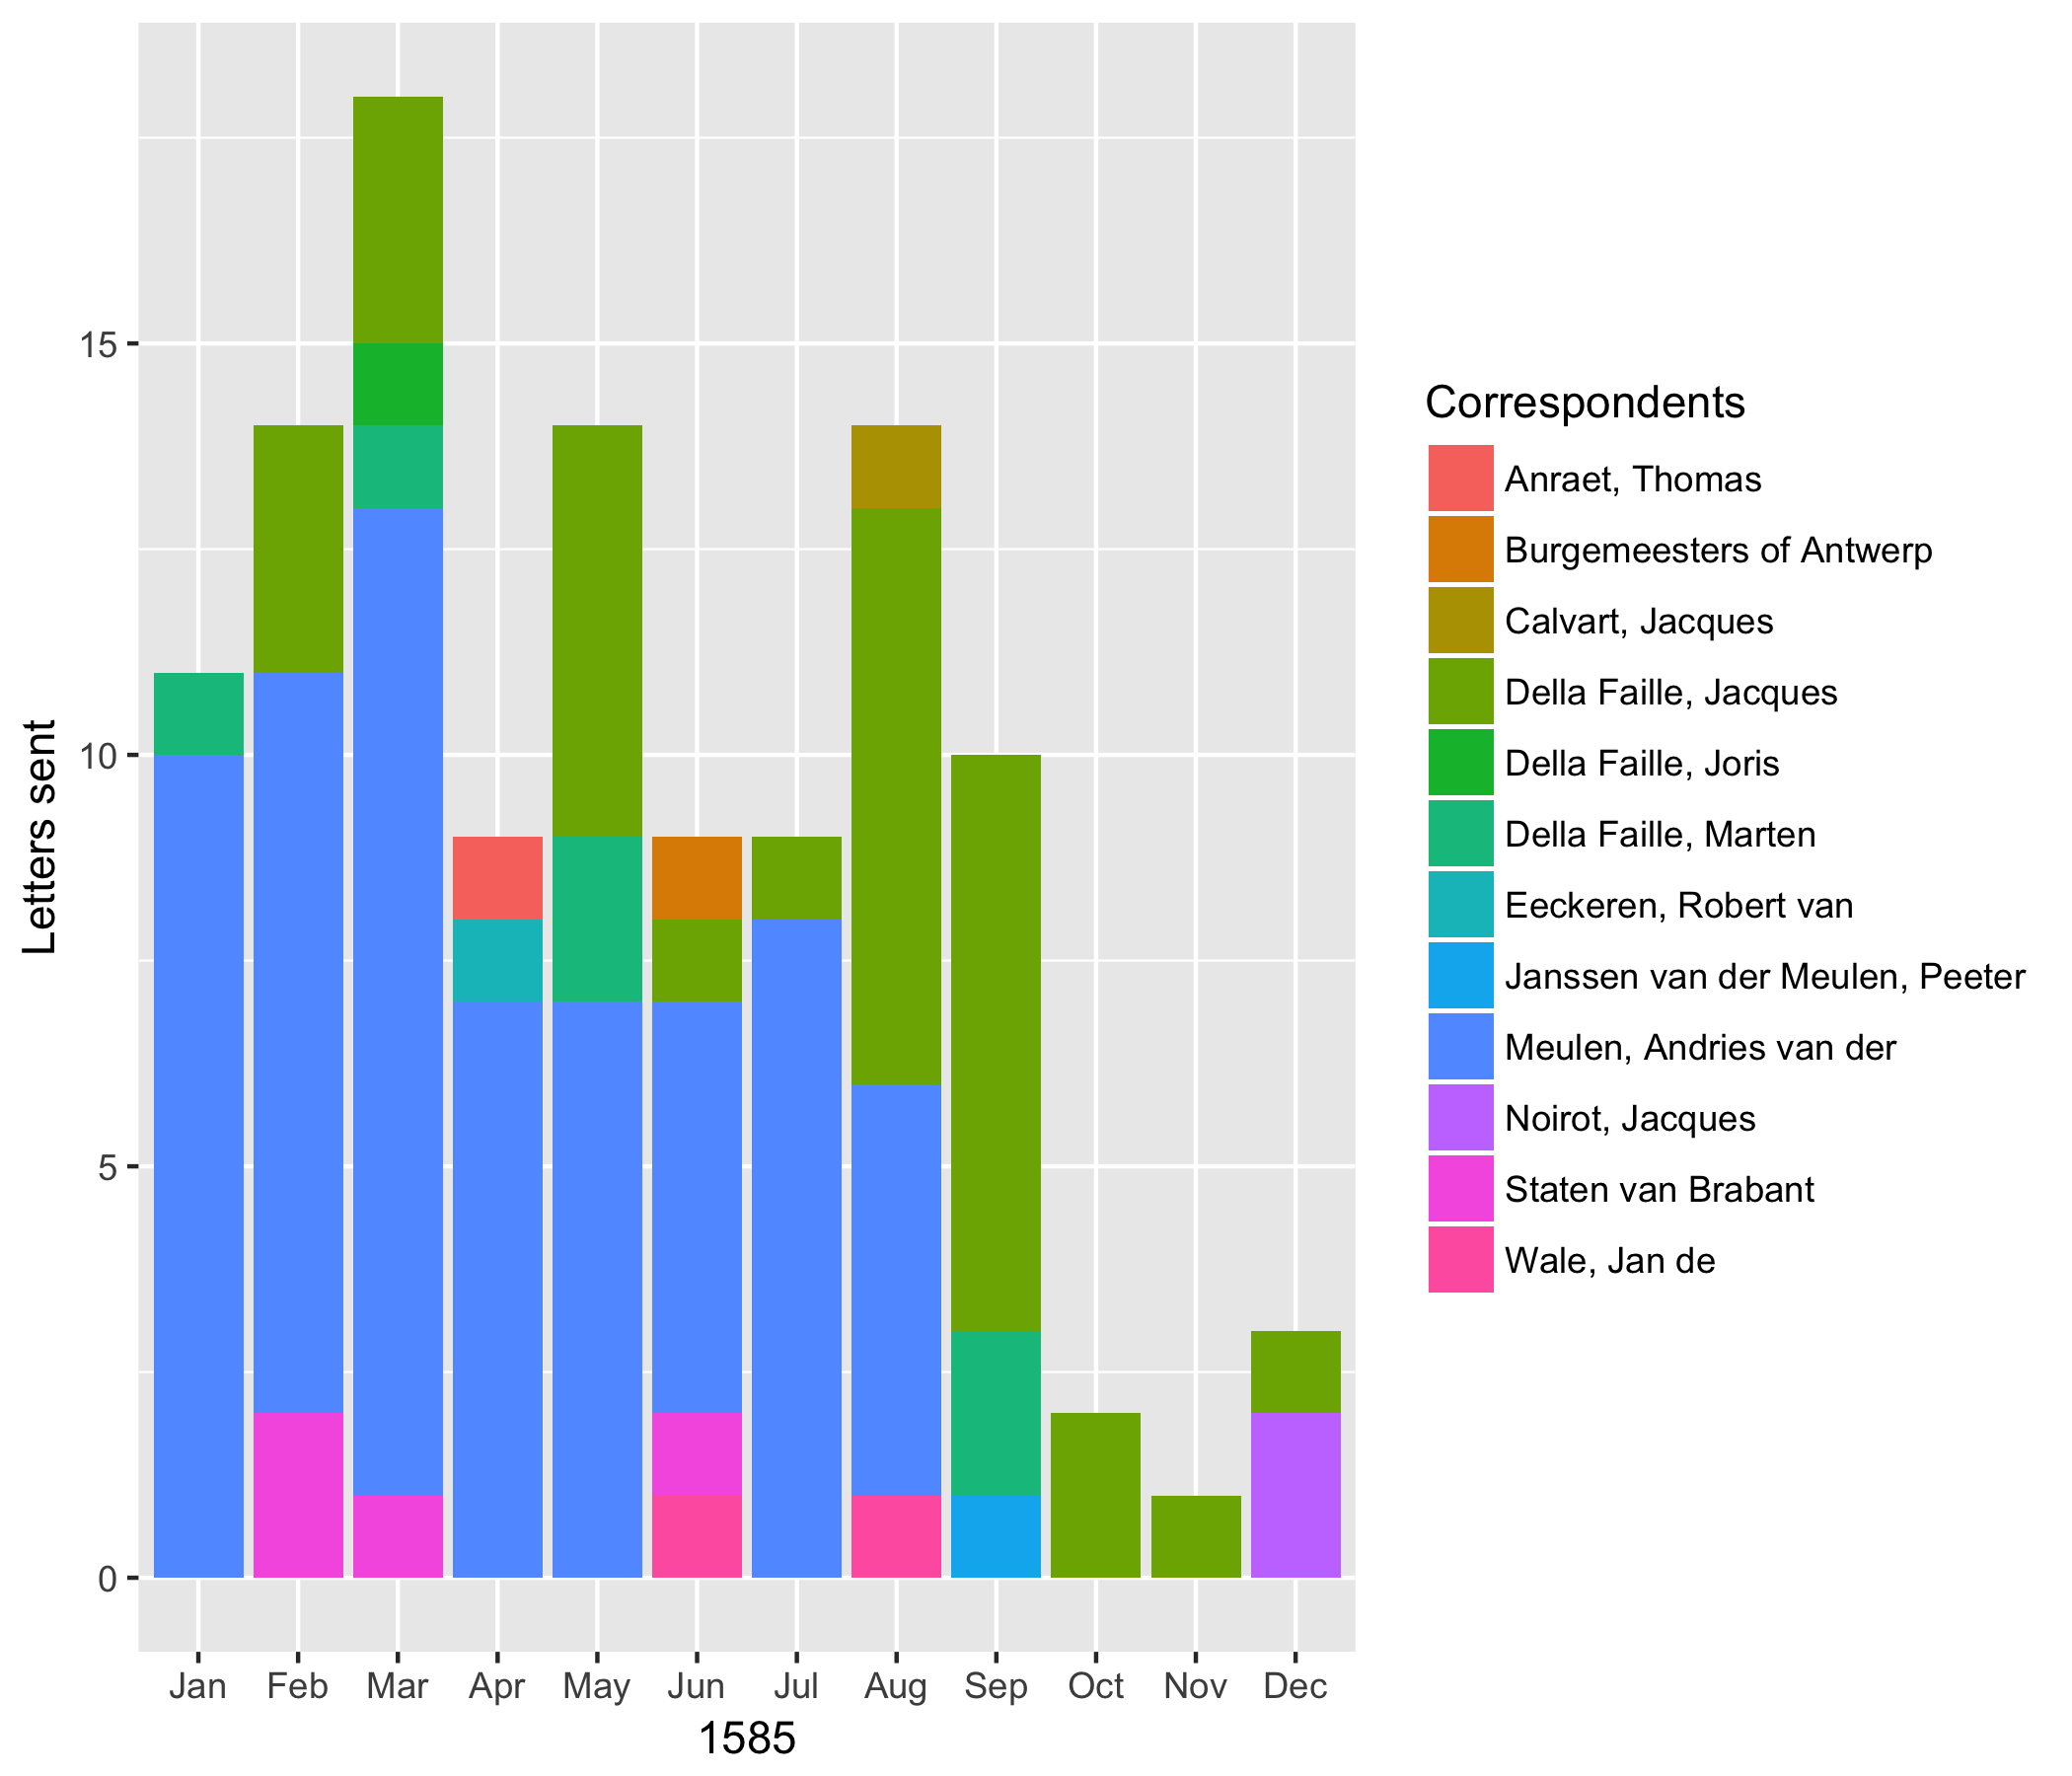 15
10
5
0
Letters sent
Jan Feb Mar Apr May Jun Jul Aug Sep Oct Nov Dec
1585
Correspondents
Anraet, Thomas
Burgemeesters of Antwerp
Calvart, Jacques
Della Faille, Jacques
Della Faille, Joris
Della Faille, Marten
Eeckeren, Robert van
Janssen van der Meulen, Peeter
Meulen, Andries van der
Noirot, Jacques
Staten van Brabant
Wale, Jan de